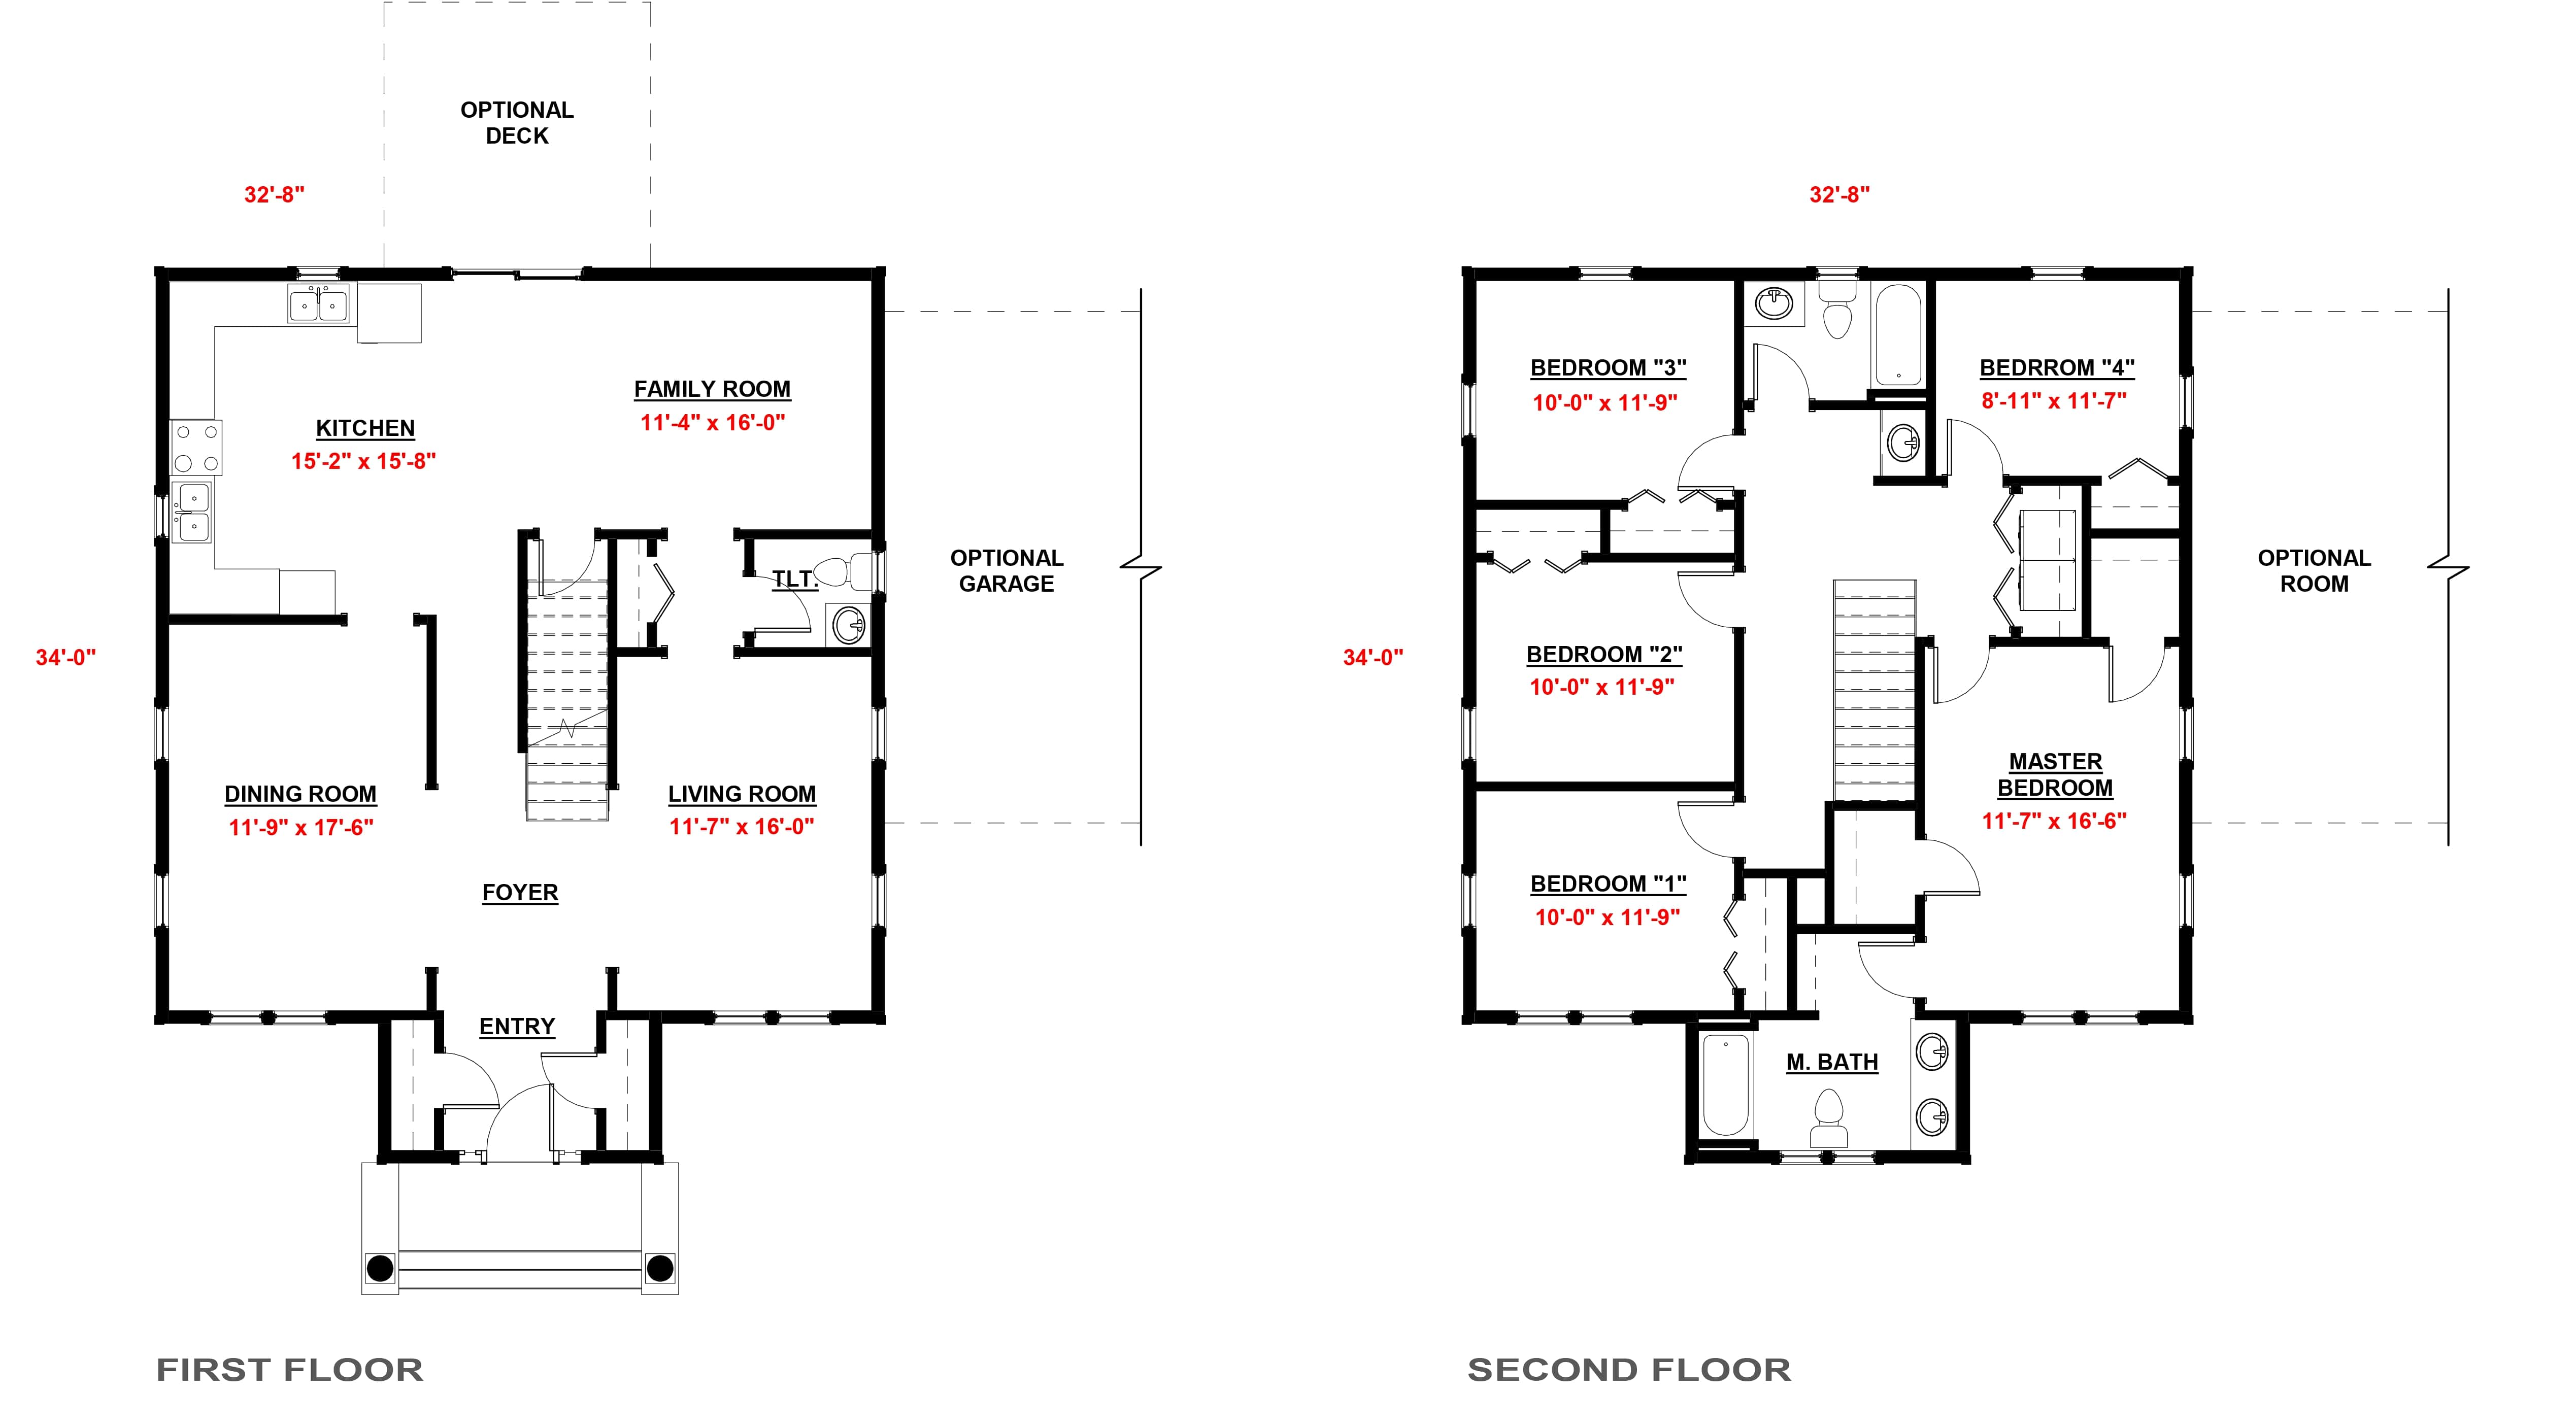 OPTIONAL
DECK
32'-8"
FAMILY ROOM
11'-4" x 16'-0"
KITCHEN
15'-2" x 15'-8"
TLT.
OPTIONAL
GARAGE
34'-0"
DINING ROOM
11'-9" x 17'-6"
LIVING ROOM
11'-7" x 16'-0"
FOYER
ENTRY
FIRST FLOOR
32'-8"
BEDROOM "3"
10'-0" x 11'-9"
BEDRROM "4"
8'-11" x 11'-7"
OPTIONAL
ROOM
34'-0"
BEDROOM "2"
10'-0" x 11'-9"
MASTER
BEDROOM
11'-7" x 16'-6"
BEDROOM "1"
10'-0" x 11'-9"
M. BATH
SECOND FLOOR